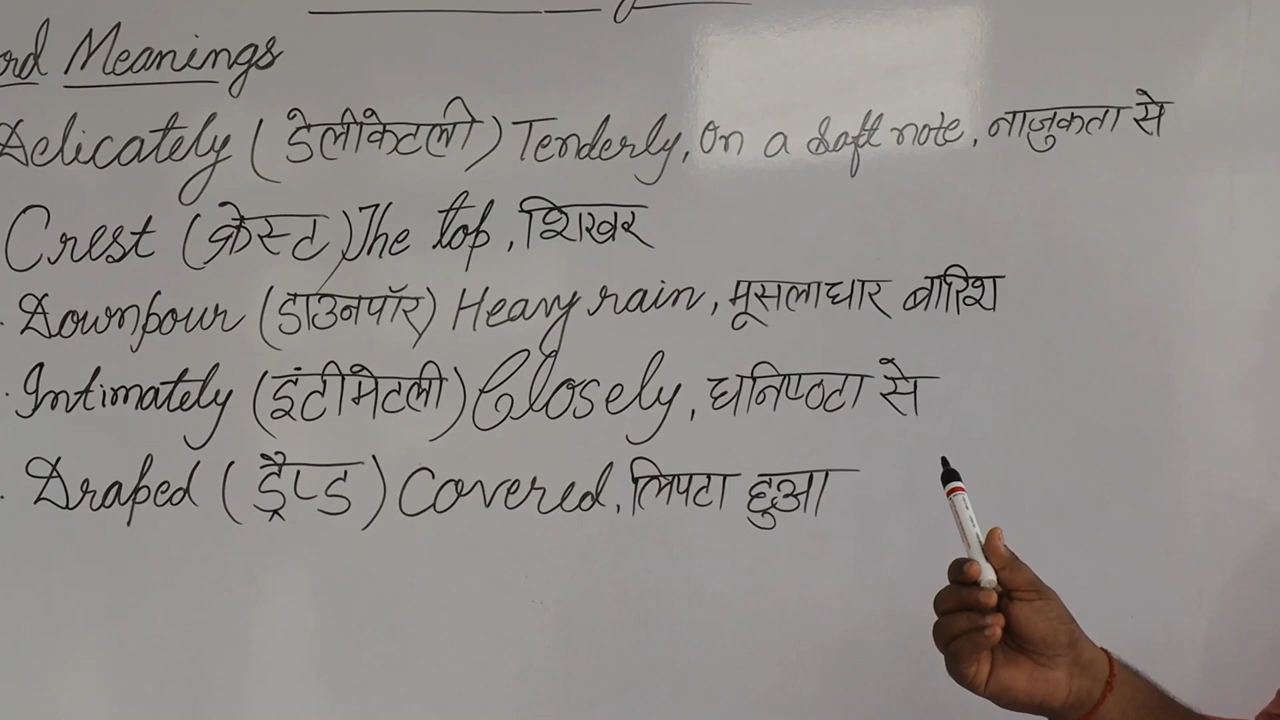 ord Meanings
Delicately (डेलीकेटली) Tenderly, On a soft note, नाजुकता से
Crest (क्रेस्ट) The top, शिखर
. Downpour (डाउनपॉर) Heavy rain, मूसलाधार बारिश
. Intimately (इंटीमेटली) Closely, घनिष्ठता से
. Draped (ड्रैप्ड) Covered, लिपटा हुआ